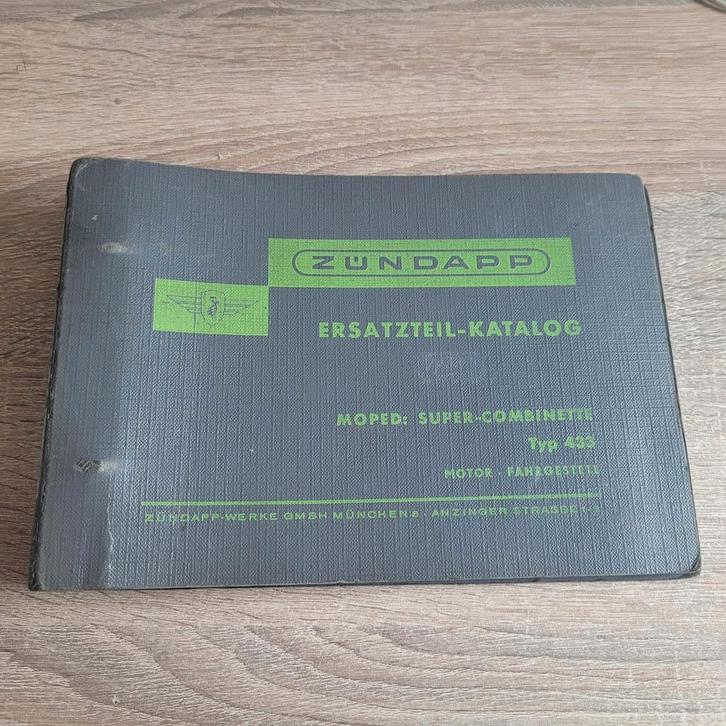 ZÜNDAPP
ERSATZTEIL-KATALOG
MOPED: SUPER-COMBINETTE
Typ 433
MOTOR · FAHRGESTELL
ZÜNDAPP-WERKE GMBH MÜNCHEN 8 · ANZINGER STRASSE 1-3